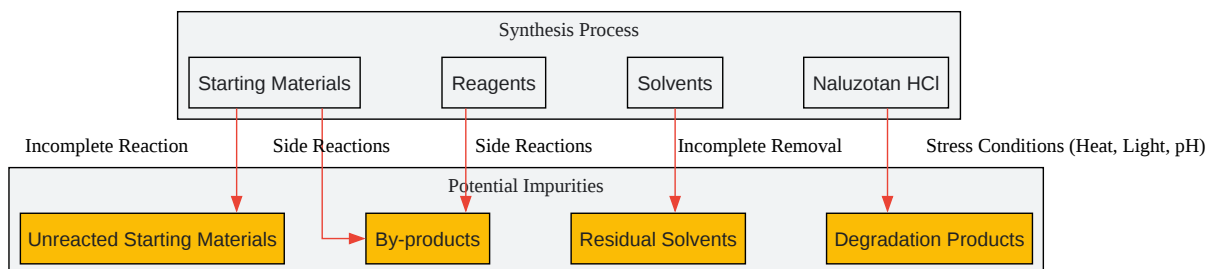 Synthesis Process
Starting Materials
Reagents
Solvents
Naluzotan HCl
Incomplete Reaction
Side Reactions
Side Reactions
Incomplete Removal
Stress Conditions (Heat, Light, pH)
Potential Impurities
Unreacted Starting Materials
By-products
Residual Solvents
Degradation Products